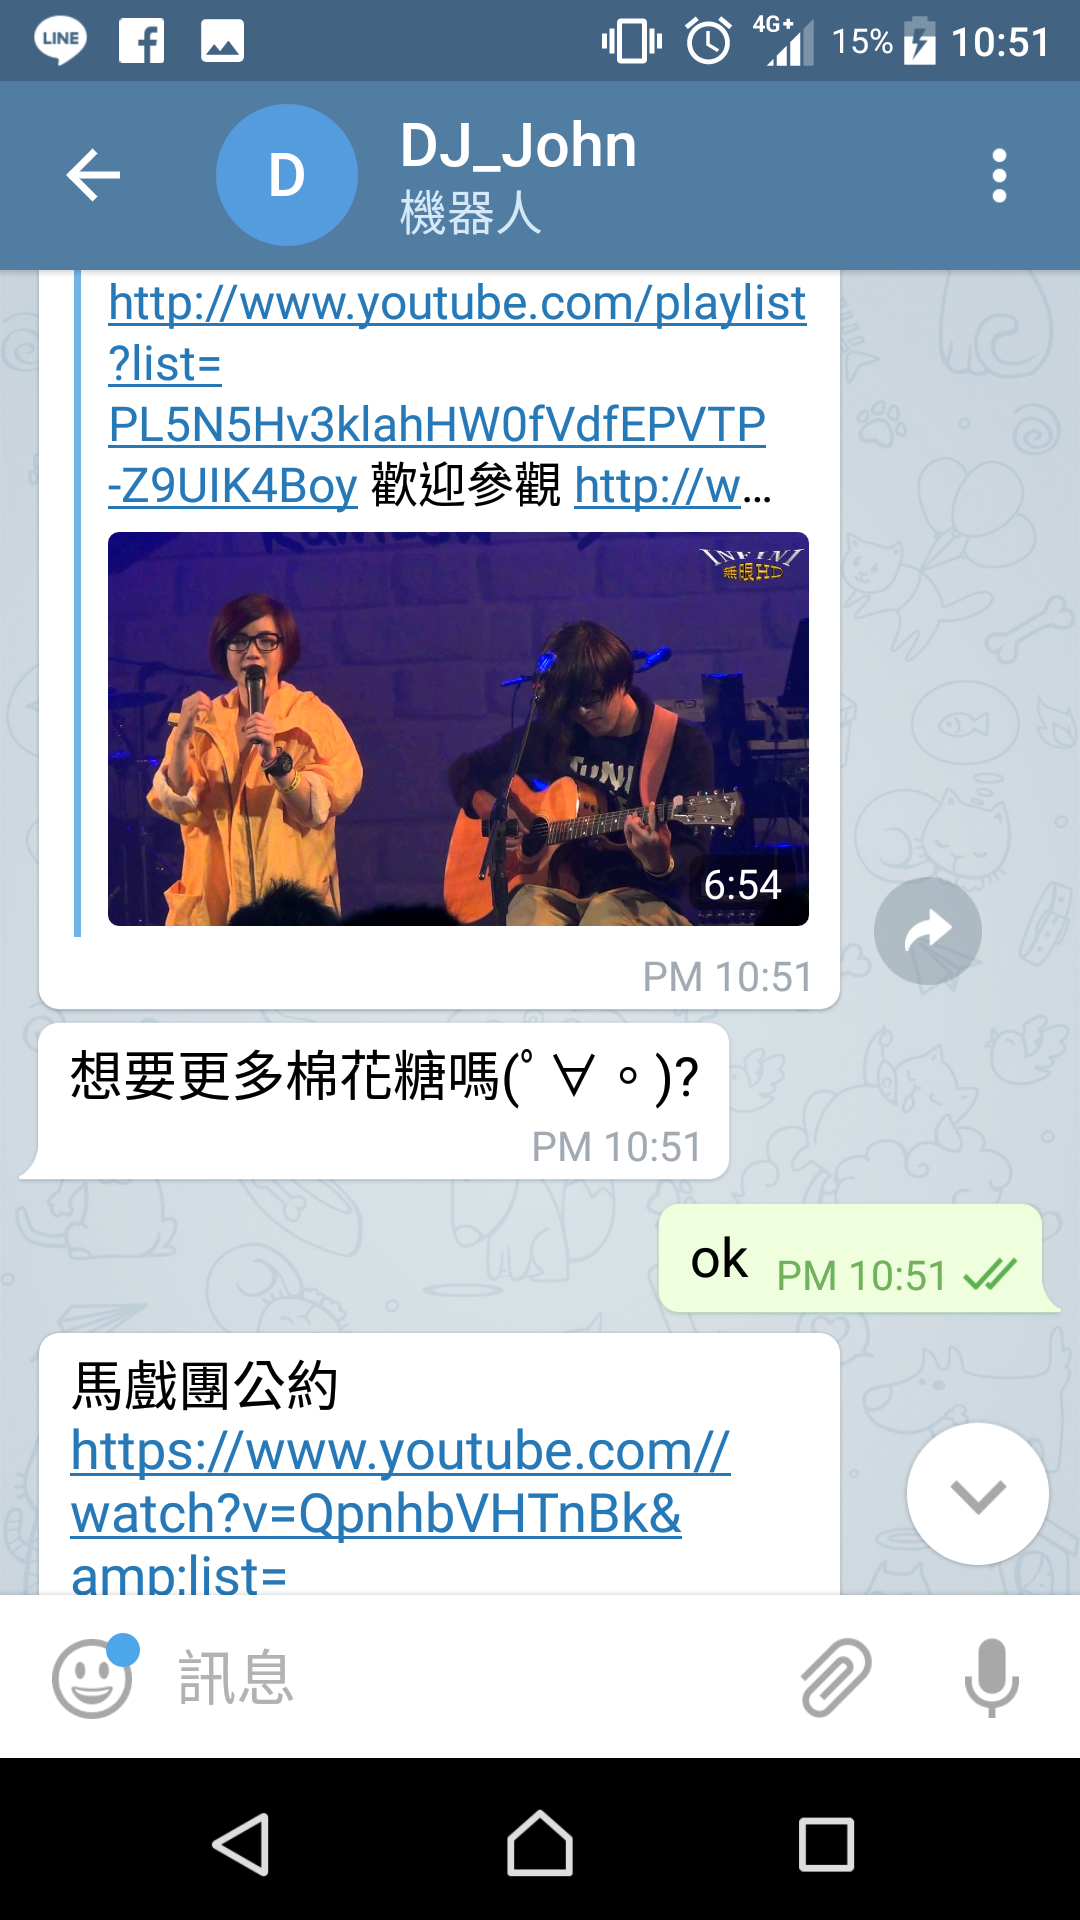 LINE
4G+
15%
10:51
D
DJ_John
機器人
http://www.youtube.com/playlist
?list=
PL5N5Hv3klahHW0fVdfEPVTP
-Z9UIK4Boy 歡迎參觀 http://w...
INFINI
無限HD
6:54
PM 10:51
想要更多棉花糖嗎(ﾟ∀。)?
PM 10:51
ok PM 10:51
馬戲團公約
https://www.youtube.com//
watch?v=QpnhbVHTnBk&
amp;list=
訊息